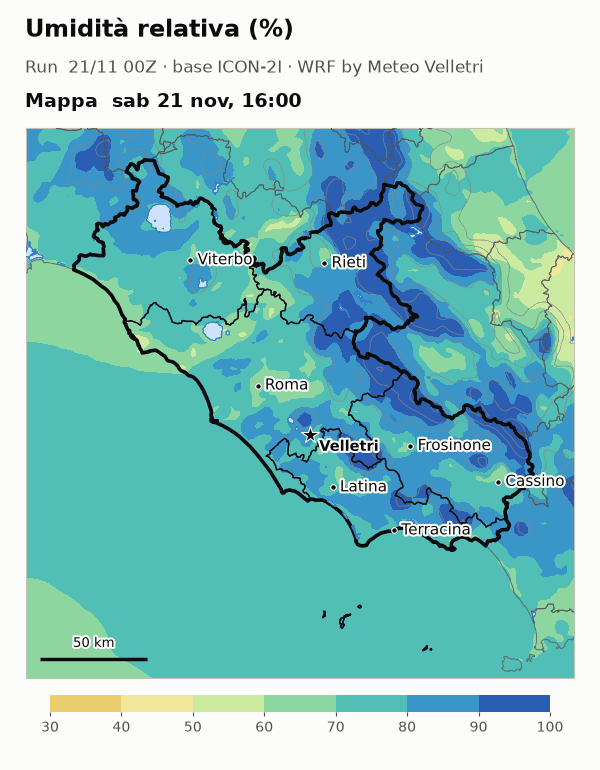 Umidità relativa (%)
Run  21/11 00Z · base ICON-2I · WRF by Meteo Velletri
Mappa  sab 21 nov, 16:00
Viterbo
Rieti
Roma
Velletri
Frosinone
Cassino
Latina
Terracina
50 km
30 40 50 60 70 80 90 100